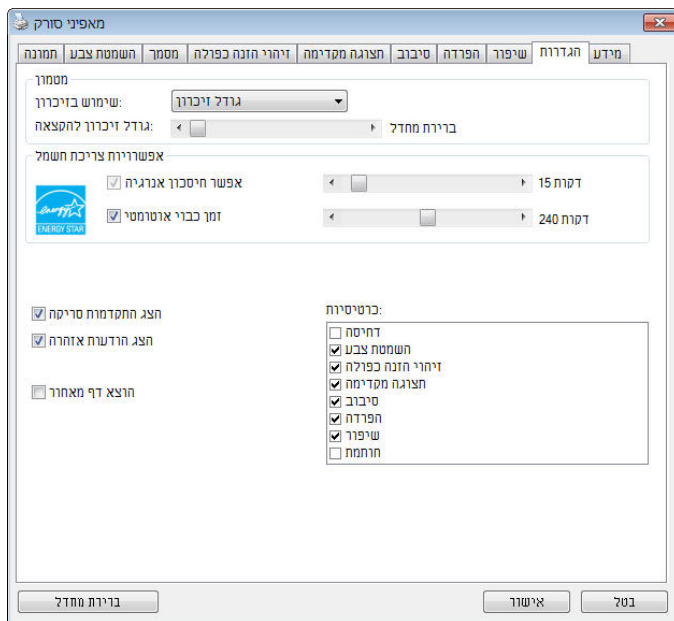 מאפיני סורק
תמונה השמטת צבע מסמך זיהוי הזנה כפולה תצוגה מקדימה סיבוב הפרדה שיפור הגדרות מידע
מטמון
שימוש בזיכרון: גודל זיכרון
גודל זיכרון להקצאה: ברירת מחדל
אפשרויות צריכת חשמל
אפשר חיסכון אנרגיה 15 דקות
זמן כבוי אוטומטי 240 דקות
energy
ENERGY STAR
הצג התקדמות סריקה
הצג הודעות אזהרה
הוצא דף מאחור
כרטיסיות:
דחיסה
השמטת צבע
זיהוי הזנה כפולה
תצוגה מקדימה
סיבוב
הפרדה
שיפור
חותמת
ברירת מחדל אישור בטל